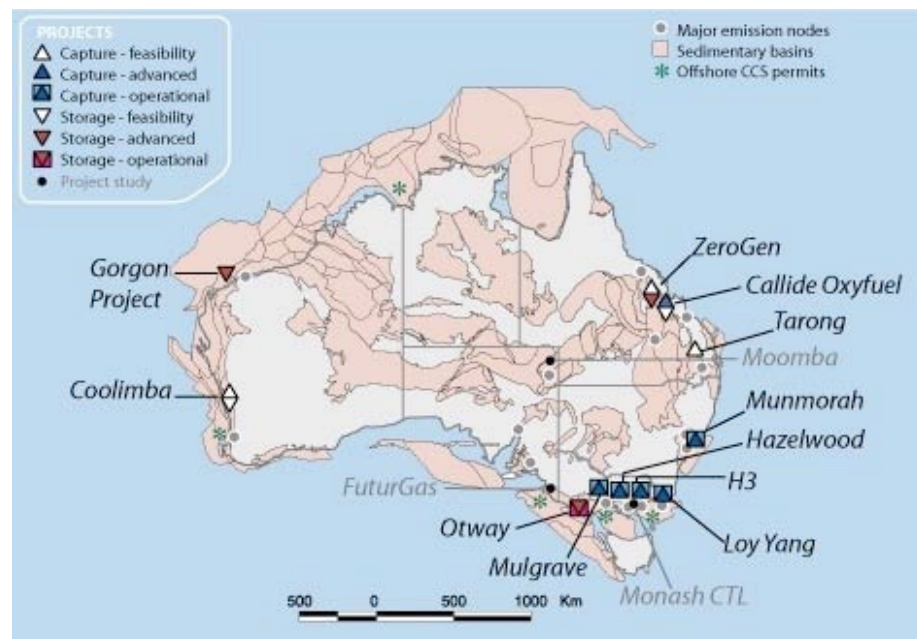 PROJECTS
Capture - feasibility
Capture - advanced
Capture - operational
Storage - feasibility
Storage - advanced
Storage - operational
Project study
Major emission nodes
Sedimentary basins
Offshore CCS permits
ZeroGen
Callide Oxyfuel
Gorgon
Project
Tarong
Moomba
Coolimba
Munmorah
Hazelwood
FuturGas
H3
Otway
Loy Yang
Mulgrave
Monash CTL
500 0 500 1000 Km